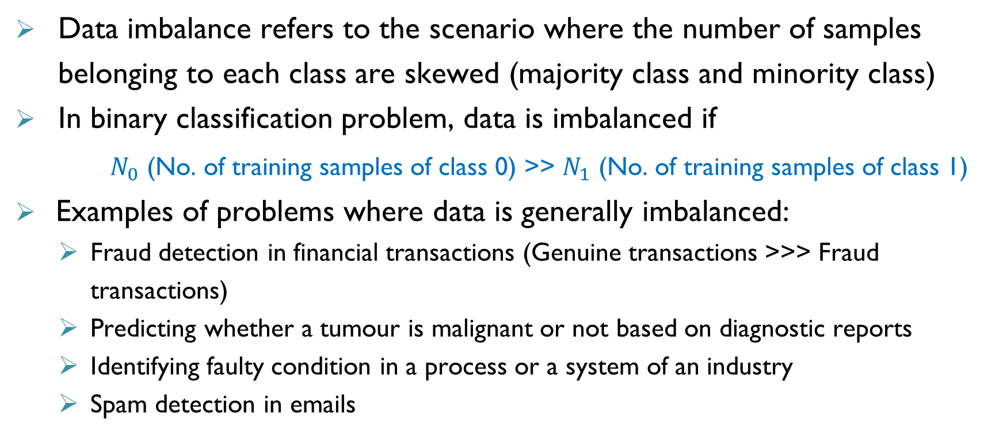 ➢ Data imbalance refers to the scenario where the number of samples
belonging to each class are skewed (majority class and minority class)
➢ In binary classification problem, data is imbalanced if
N₀ (No. of training samples of class 0) >> N₁ (No. of training samples of class 1)
➢ Examples of problems where data is generally imbalanced:
➢ Fraud detection in financial transactions (Genuine transactions >>> Fraud
transactions)
➢ Predicting whether a tumour is malignant or not based on diagnostic reports
➢ Identifying faulty condition in a process or a system of an industry
➢ Spam detection in emails